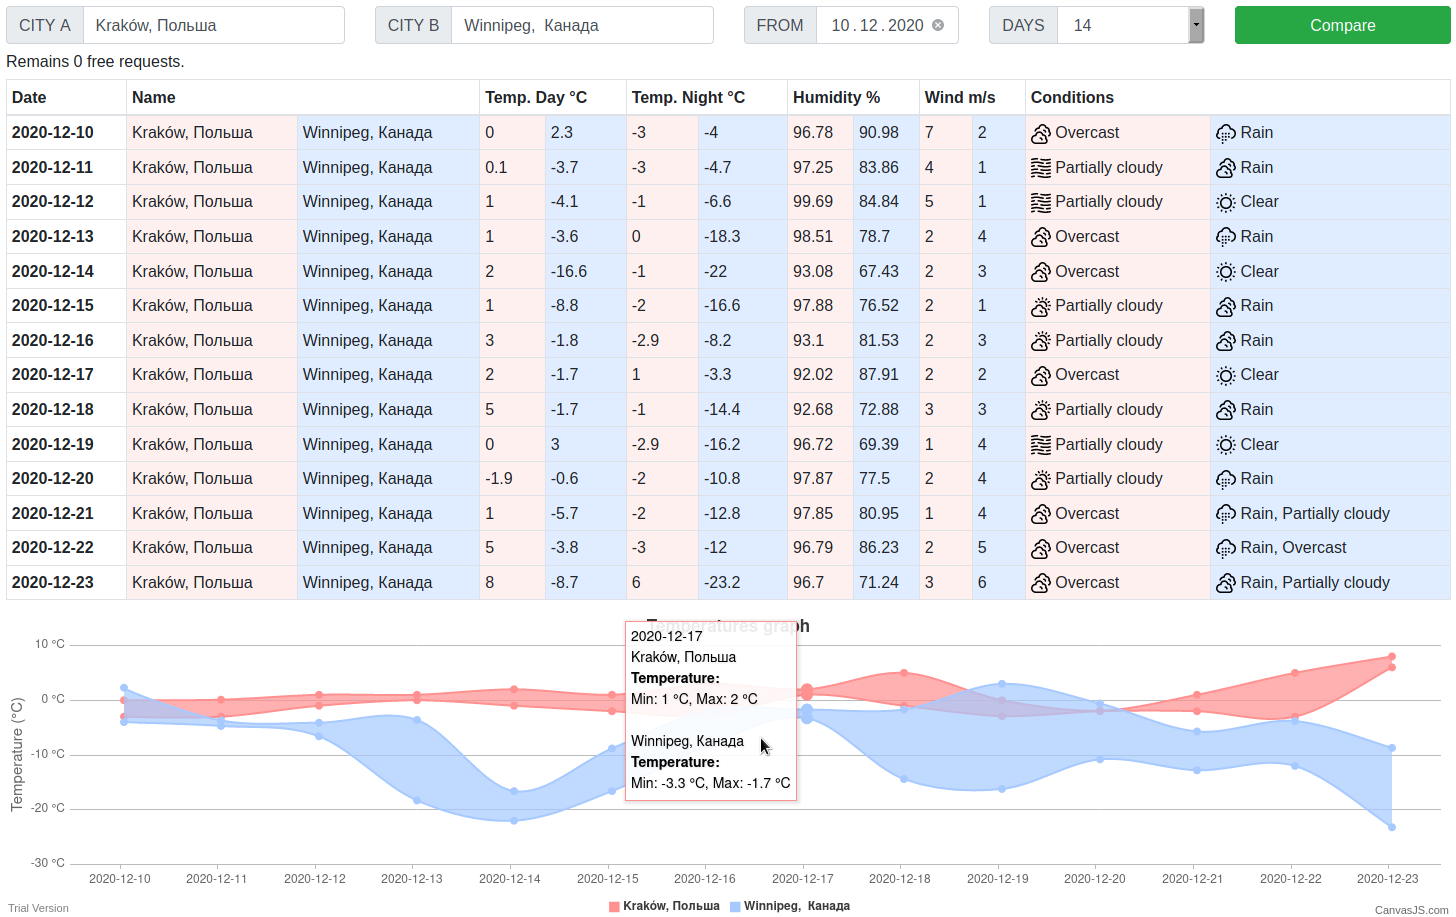 CITY A Kraków, Польша CITY B Winnipeg, Канада FROM 10.12.2020 DAYS 14 Compare
Remains 0 free requests.
Date Name Temp. Day °C Temp. Night °C Humidity % Wind m/s Conditions
2020-12-10 Kraków, Польша Winnipeg, Канада 0 2.3 -3 -4 96.78 90.98 7 2 Overcast Rain
2020-12-11 Kraków, Польша Winnipeg, Канада 0.1 -3.7 -3 -4.7 97.25 83.86 4 1 Partially cloudy Rain
2020-12-12 Kraków, Польша Winnipeg, Канада 1 -4.1 -1 -6.6 99.69 84.84 5 1 Partially cloudy Clear
2020-12-13 Kraków, Польша Winnipeg, Канада 1 -3.6 0 -18.3 98.51 78.7 2 4 Overcast Rain
2020-12-14 Kraków, Польша Winnipeg, Канада 2 -16.6 -1 -22 93.08 67.43 2 3 Overcast Clear
2020-12-15 Kraków, Польша Winnipeg, Канада 1 -8.8 -2 -16.6 97.88 76.52 2 1 Partially cloudy Rain
2020-12-16 Kraków, Польша Winnipeg, Канада 3 -1.8 -2.9 -8.2 93.1 81.53 2 3 Partially cloudy Rain
2020-12-17 Kraków, Польша Winnipeg, Канада 2 -1.7 1 -3.3 92.02 87.91 2 2 Overcast Clear
2020-12-18 Kraków, Польша Winnipeg, Канада 5 -1.7 -1 -14.4 92.68 72.88 3 3 Partially cloudy Rain
2020-12-19 Kraków, Польша Winnipeg, Канада 0 3 -2.9 -16.2 96.72 69.39 1 4 Partially cloudy Clear
2020-12-20 Kraków, Польша Winnipeg, Канада -1.9 -0.6 -2 -10.8 97.87 77.5 2 4 Partially cloudy Rain
2020-12-21 Kraków, Польша Winnipeg, Канада 1 -5.7 -2 -12.8 97.85 80.95 1 4 Overcast Rain, Partially cloudy
2020-12-22 Kraków, Польша Winnipeg, Канада 5 -3.8 -3 -12 96.79 86.23 2 5 Overcast Rain, Overcast
2020-12-23 Kraków, Польша Winnipeg, Канада 8 -8.7 6 -23.2 96.7 71.24 3 6 Overcast Rain, Partially cloudy
Temperatures graph
Temperature (°C)
10 °C
0 °C
-10 °C
-20 °C
-30 °C
2020-12-17
Kraków, Польша
Temperature:
Min: 1 °C, Max: 2 °C
Winnipeg, Канада
Temperature:
Min: -3.3 °C, Max: -1.7 °C
2020-12-10 2020-12-11 2020-12-12 2020-12-13 2020-12-14 2020-12-15 2020-12-16 2020-12-17 2020-12-18 2020-12-19 2020-12-20 2020-12-21 2020-12-22 2020-12-23
Kraków, Польша Winnipeg, Канада
Trial Version
CanvasJS.com